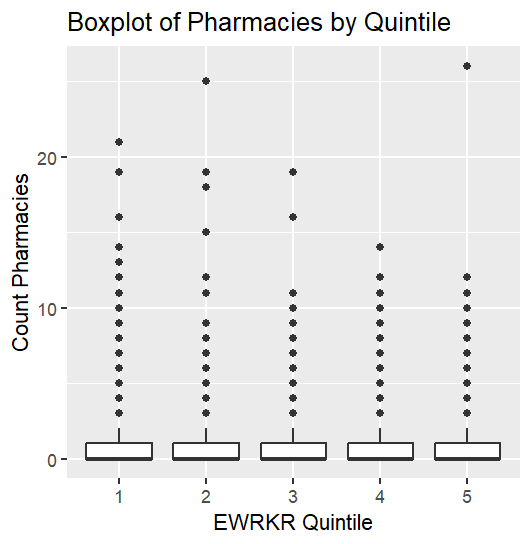 Boxplot of Pharmacies by Quintile
Count Pharmacies
20
10
0
1 2 3 4 5
EWRKR Quintile